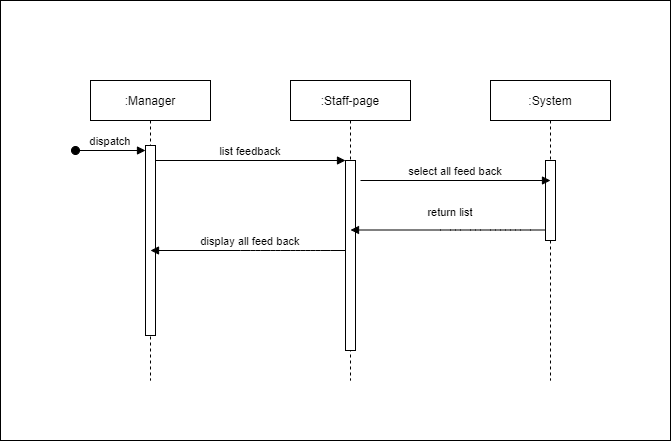 :Manager
:Staff-page
:System
dispatch
list feedback
select all feed back
return list
display all feed back